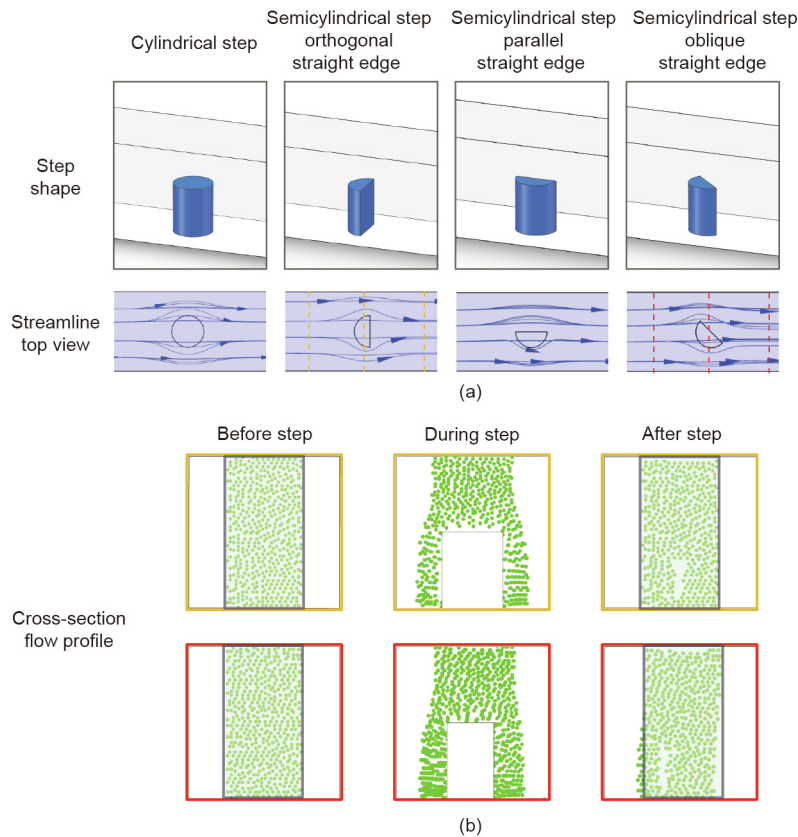 Cylindrical step
Semicylindrical step
orthogonal
straight edge
Semicylindrical step
parallel
straight edge
Semicylindrical step
oblique
straight edge
Step
shape
Streamline
top view
(a)
Before step
During step
After step
Cross-section
flow profile
(b)